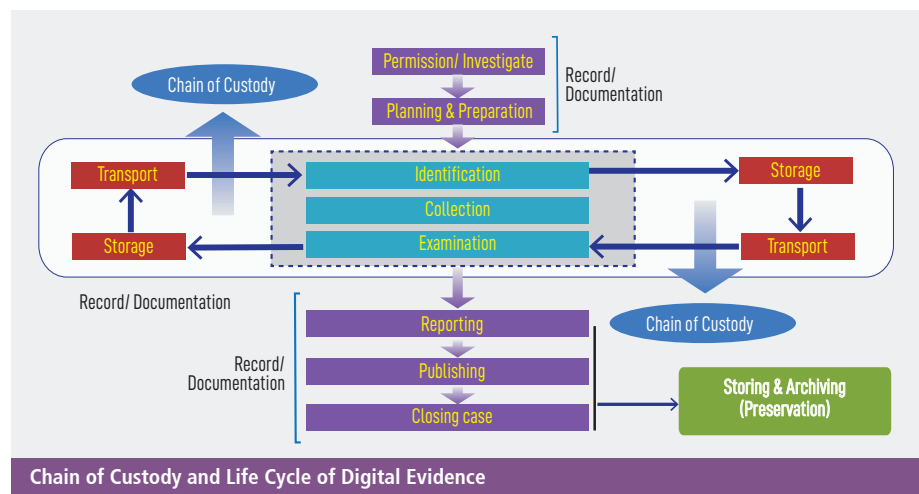 Permission/ Investigate
Record/
Documentation
Chain of Custody
Planning & Preparation
Transport
Identification
Storage
Collection
Storage
Examination
Transport
Record/ Documentation
Reporting
Chain of Custody
Record/
Documentation
Publishing
Storing & Archiving
(Preservation)
Closing case
Chain of Custody and Life Cycle of Digital Evidence